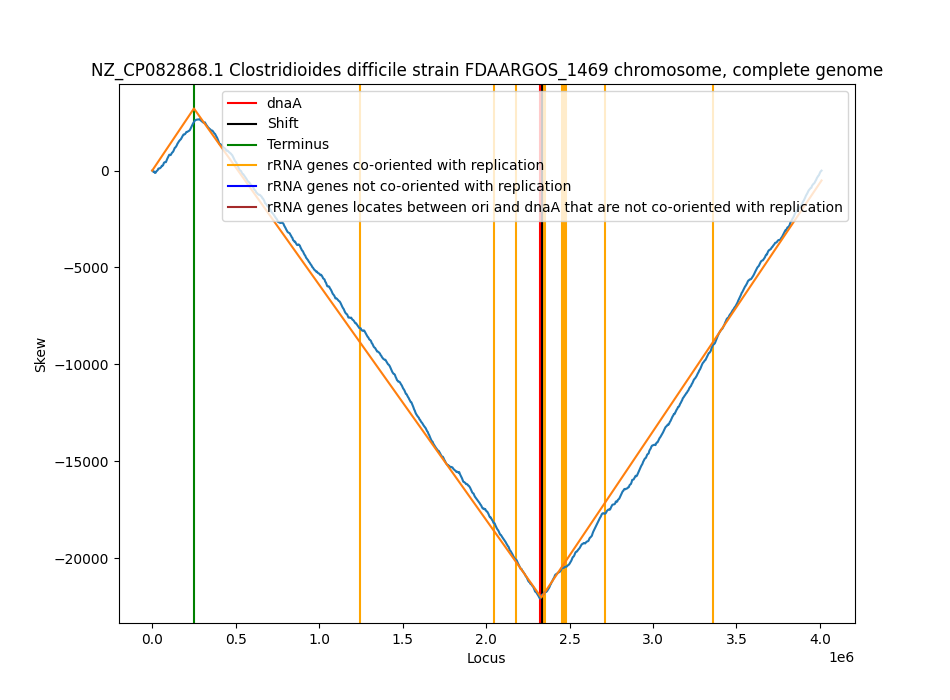 NZ_CP082868.1 Clostridioides difficile strain FDAARGOS_1469 chromosome, complete genome
dnaA
Shift
Terminus
rRNA genes co-oriented with replication
rRNA genes not co-oriented with replication
rRNA genes locates between ori and dnaA that are not co-oriented with replication
0
−5000
−10000
−15000
−20000
Skew
0.0 0.5 1.0 1.5 2.0 2.5 3.0 3.5 4.0
1e6
Locus